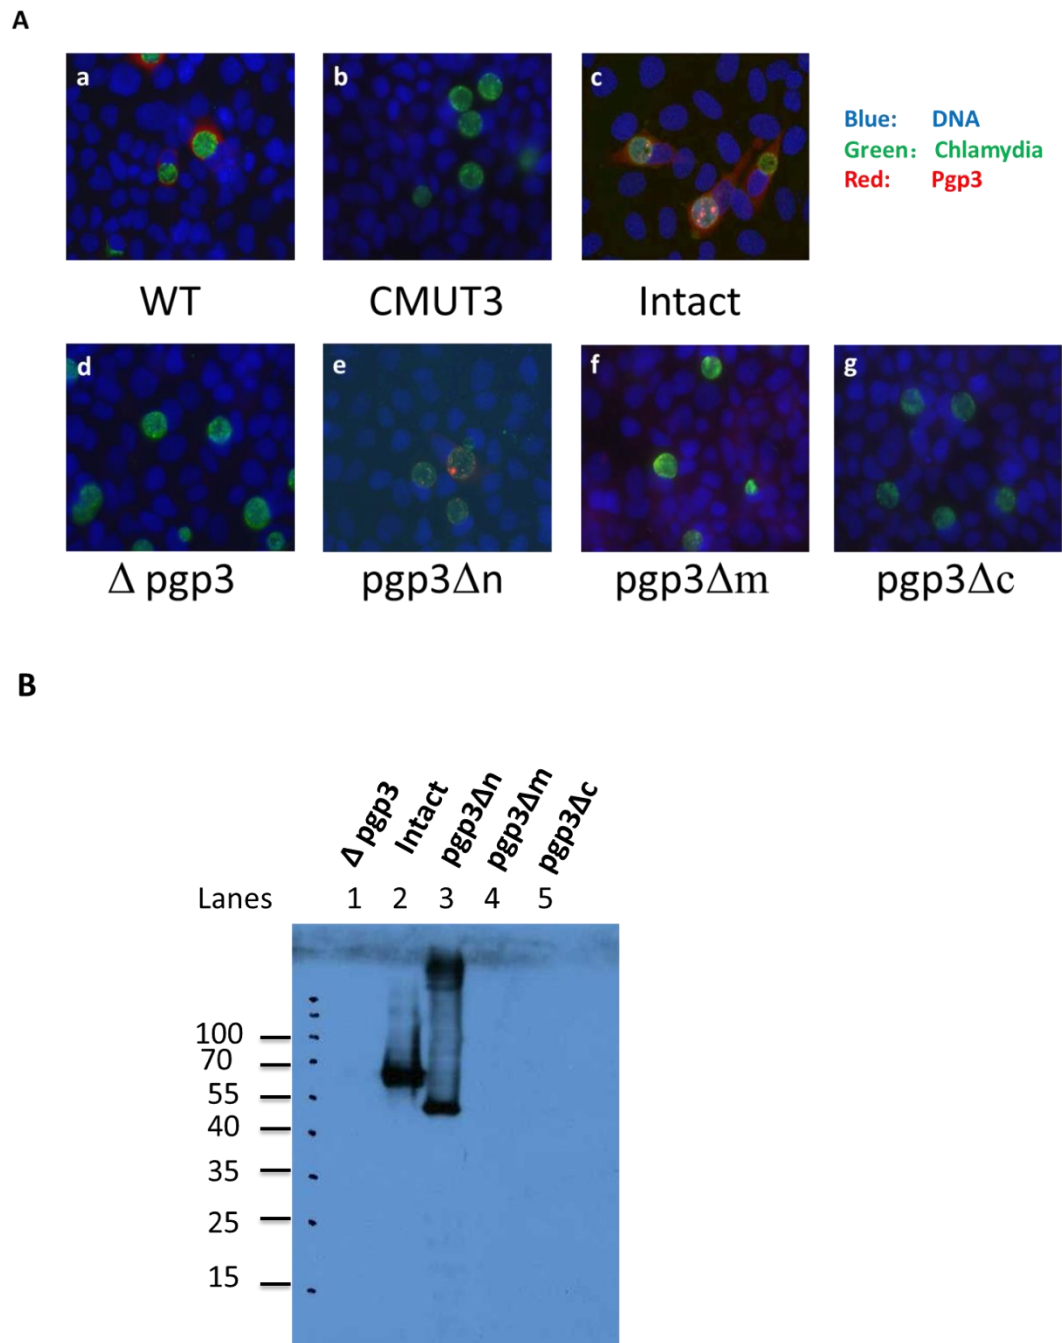 A
a
b
c
Blue: DNA
Green: Chlamydia
Red: Pgp3
WT
CMUT3
Intact
d
e
f
g
Δ pgp3
pgp3Δn
pgp3Δm
pgp3Δc
B
Δ pgp3
Intact
pgp3Δn
pgp3Δm
pgp3Δc
Lanes 1 2 3 4 5
100
70
55
40
35
25
15